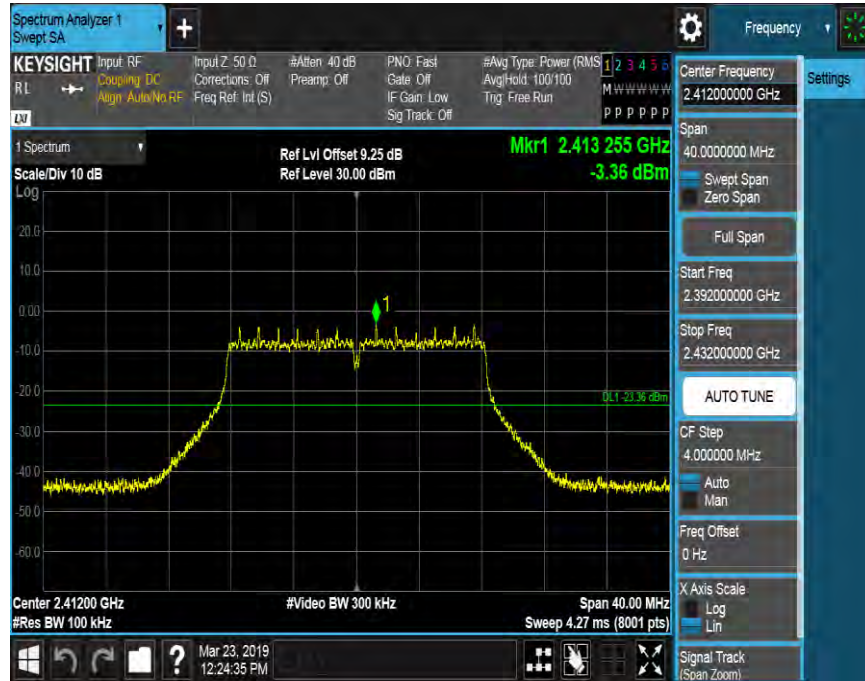 Spectrum Analyzer 1
Swept SA
+
Frequency
KEYSIGHT
RL
LXI
Input: RF
Coupling: DC
Align: Auto/No RF
Input Z: 50 Ω
Corrections: Off
Freq Ref: Int (S)
#Atten: 40 dB
Preamp: Off
PNO: Fast
Gate: Off
IF Gain: Low
Sig Track: Off
#Avg Type: Power (RMS
Avg|Hold: 100/100
Trig: Free Run
1 2 3 4 5 6
M W W W W W
P P P P P P
Center Frequency
2.412000000 GHz
Settings
Span
40.0000000 MHz
Swept Span
Zero Span
Full Span
Start Freq
2.392000000 GHz
Stop Freq
2.432000000 GHz
AUTO TUNE
CF Step
4.000000 MHz
Auto
Man
Freq Offset
0 Hz
X Axis Scale
Log
Lin
Signal Track
(Span Zoom)
1 Spectrum
Scale/Div 10 dB
Ref Lvl Offset 9.25 dB
Ref Level 30.00 dBm
Mkr1 2.413 255 GHz
-3.36 dBm
Log
20.0
10.0
0.00
-10.0
-20.0
-30.0
-40.0
-50.0
-60.0
1
DL1 -23.36 dBm
Center 2.41200 GHz
#Res BW 100 kHz
#Video BW 300 kHz
Span 40.00 MHz
Sweep 4.27 ms (8001 pts)
?
Mar 23, 2019
12:24:35 PM